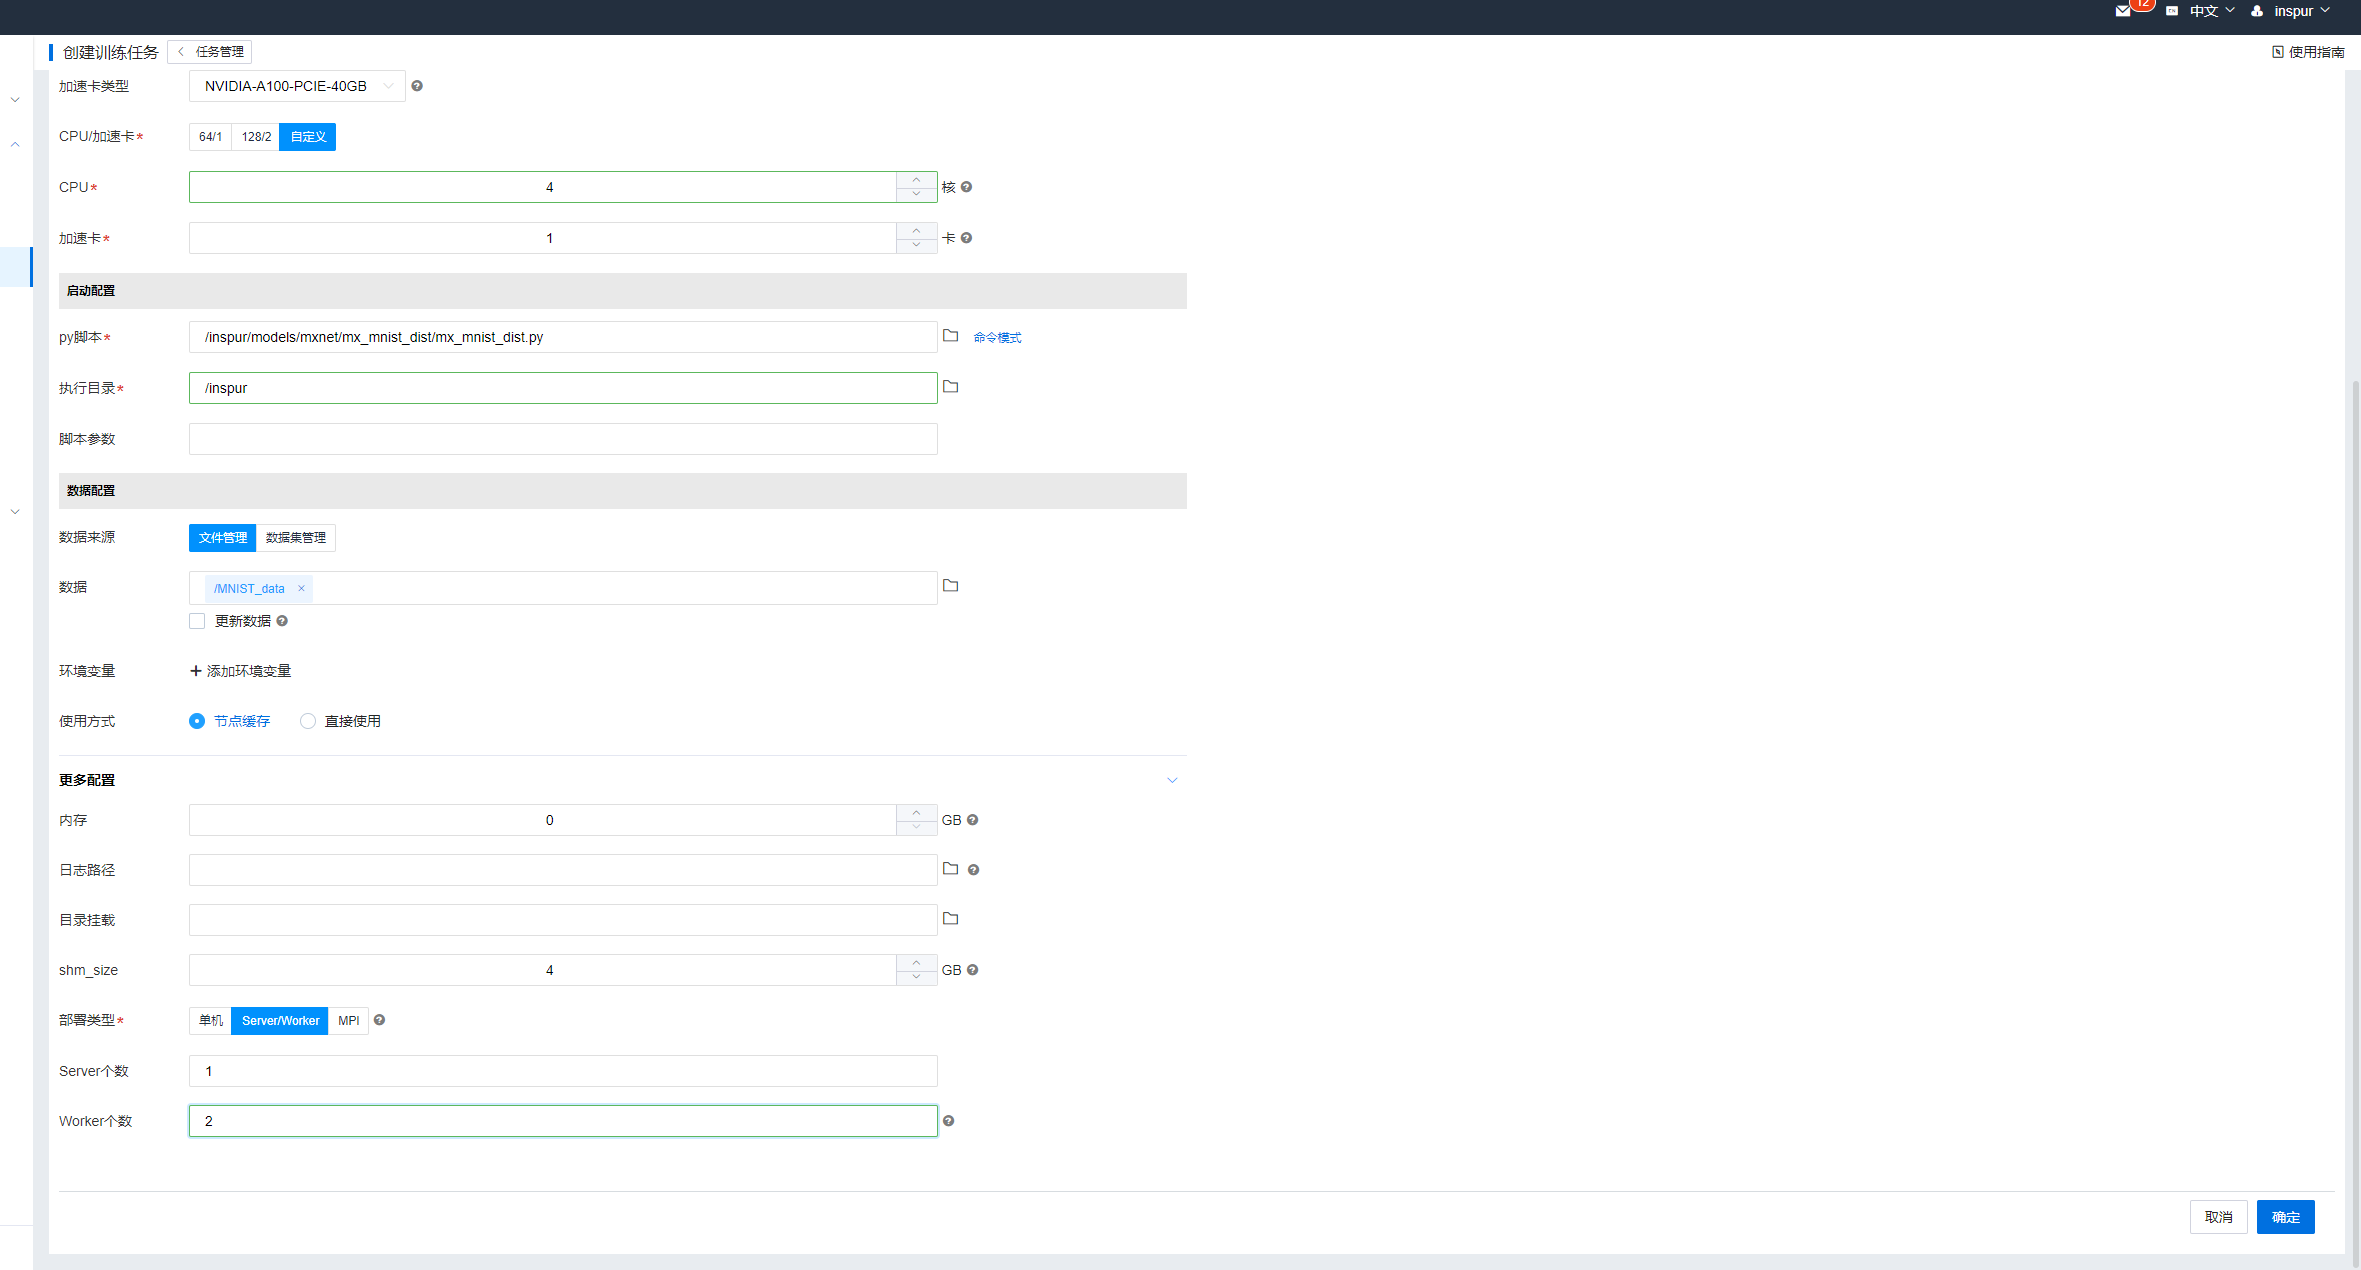 12 中文 inspur
创建训练任务 任务管理 使用指南
加速卡类型 NVIDIA-A100-PCIE-40GB
CPU/加速卡* 64/1 128/2 自定义
CPU* 4 核
加速卡* 1 卡
启动配置
py脚本* /inspur/models/mxnet/mx_mnist_dist/mx_mnist_dist.py 命令模式
执行目录* /inspur
脚本参数
数据配置
数据来源 文件管理 数据集管理
数据 /MNIST_data ×
更新数据
环境变量 + 添加环境变量
使用方式 节点缓存 直接使用
更多配置
内存 0 GB
日志路径
目录挂载
shm_size 4 GB
部署类型* 单机 Server/Worker MPI
Server个数 1
Worker个数 2
取消 确定